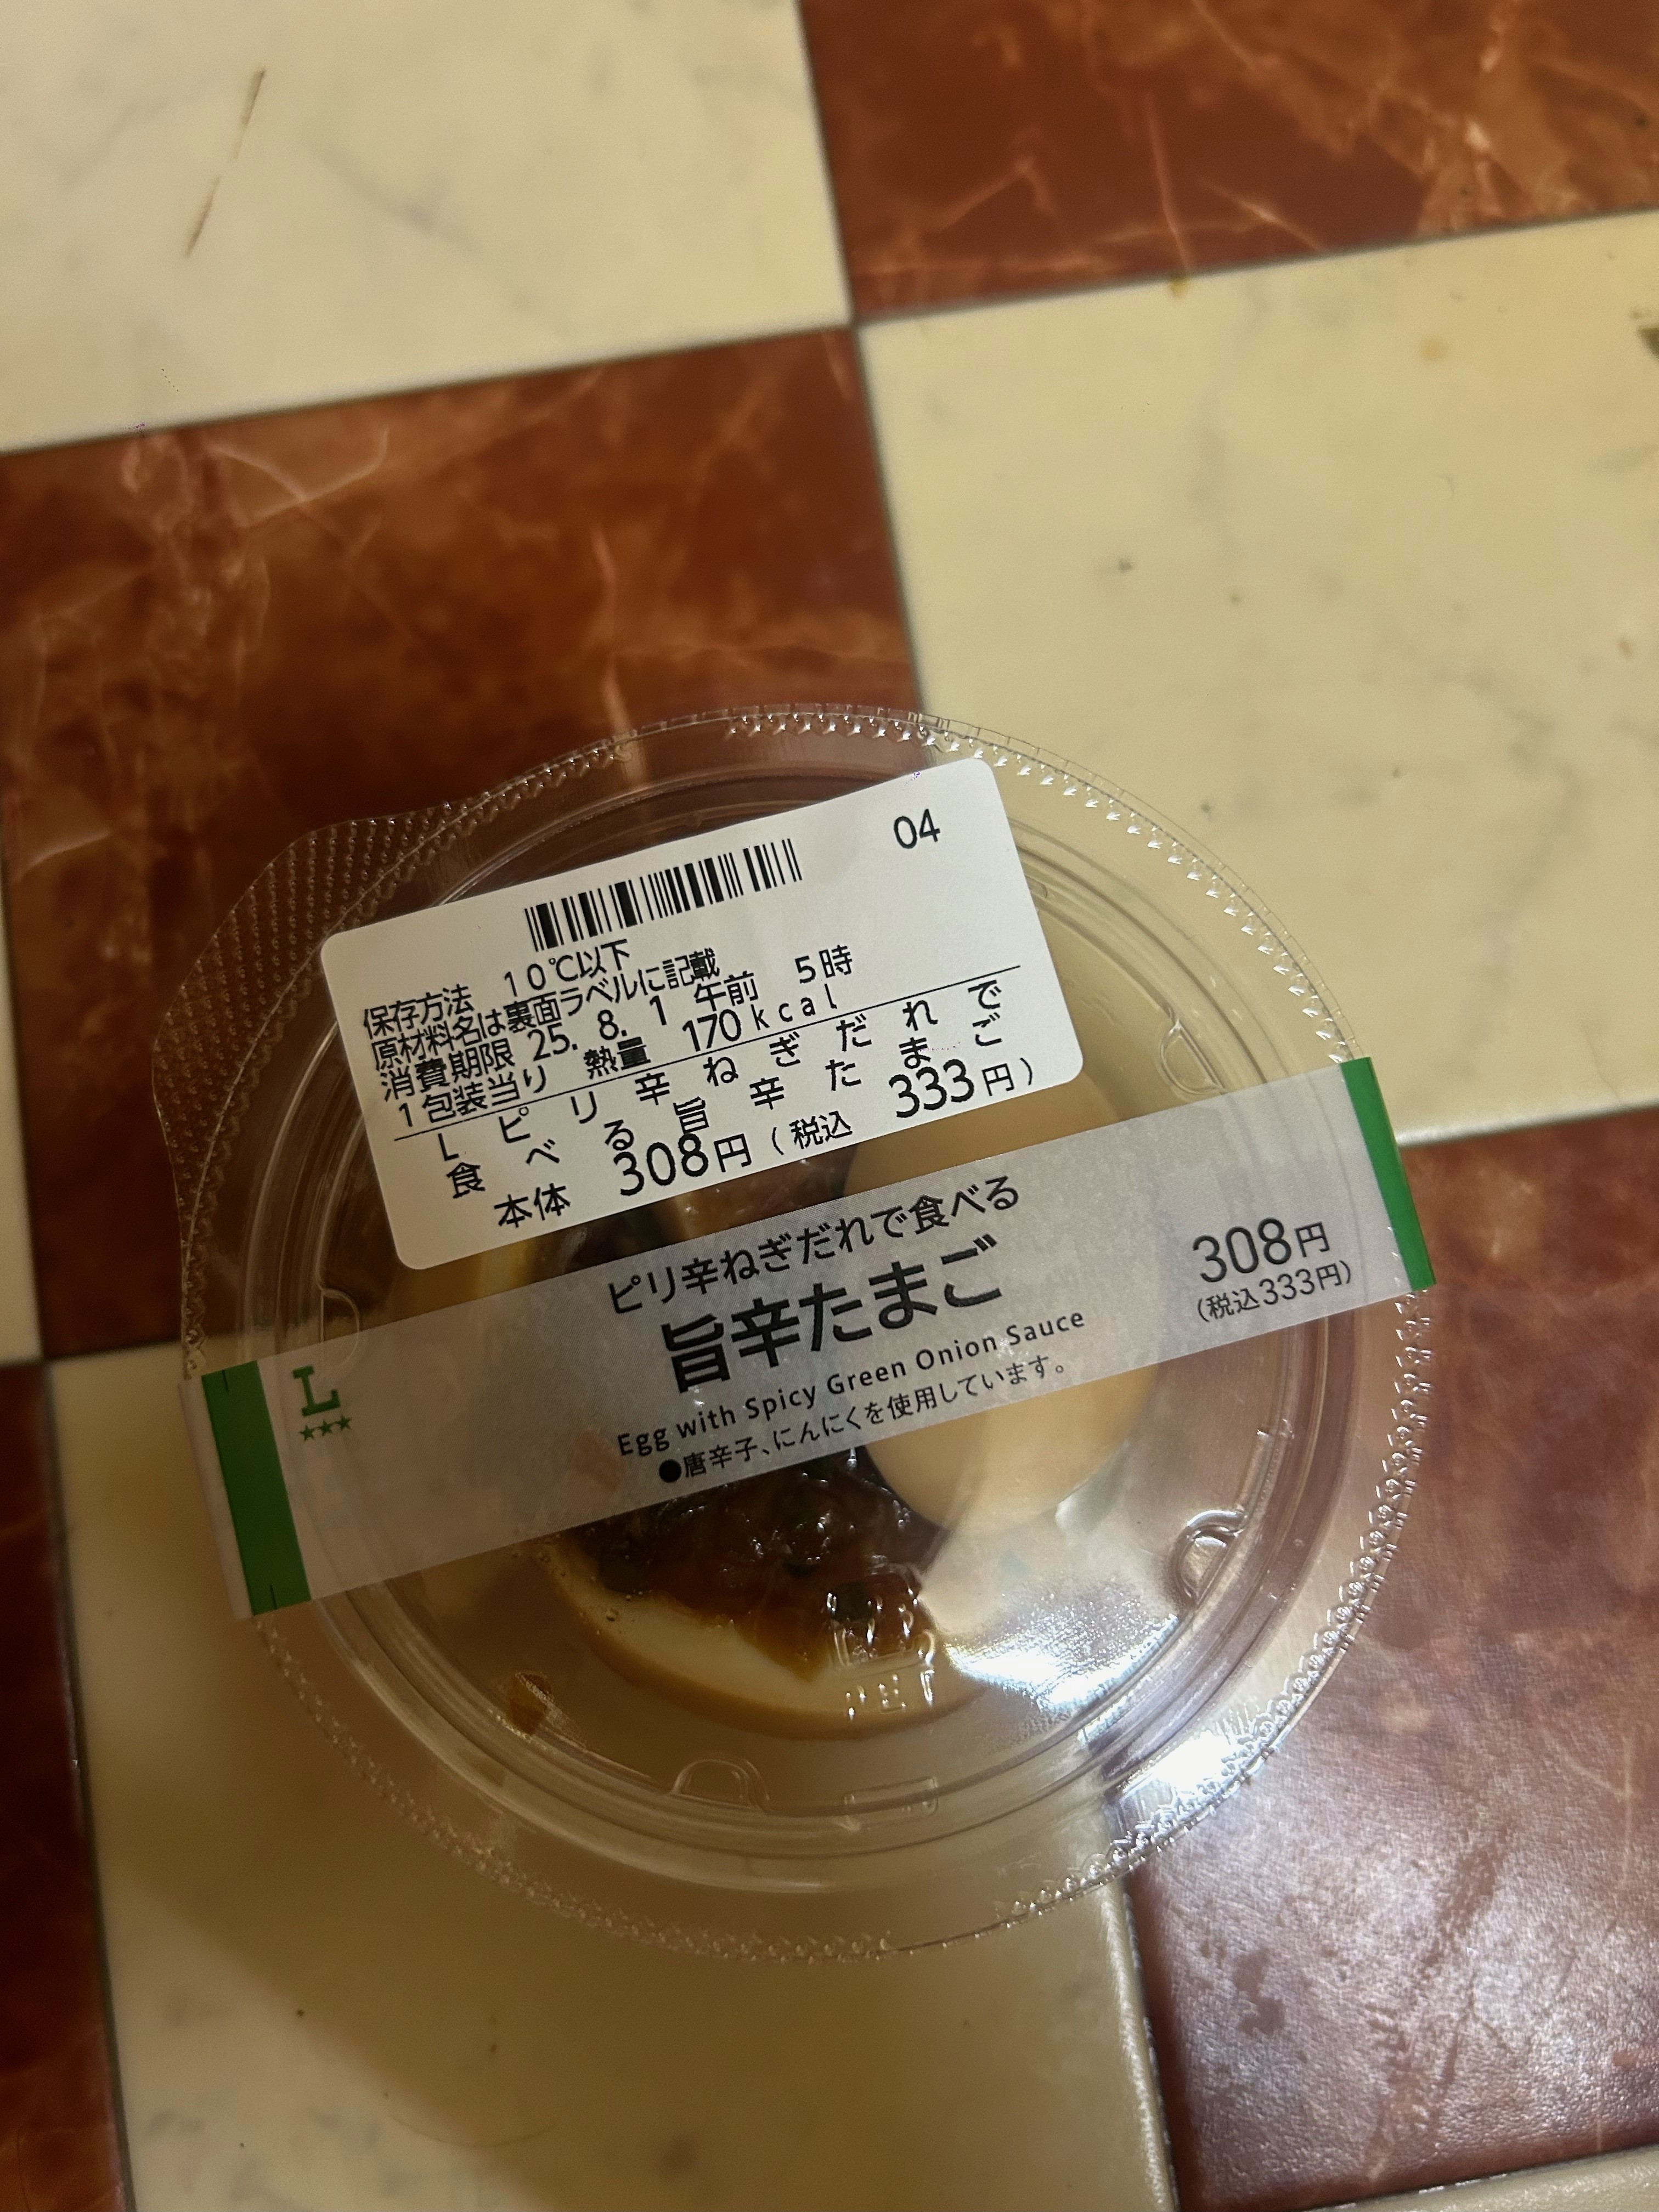 04
保存方法 10℃以下
原材料名は裏面ラベルに記載
消費期限 25. 8. 1 午前 5時
1包装当り 熱量 170kcal
L ピリ辛ねぎだれで
食べる旨辛たまご
本体 308円(税込 333円)
ピリ辛ねぎだれで食べる
旨辛たまご
Egg with Spicy Green Onion Sauce
●唐辛子、にんにくを使用しています。
308円
(税込333円)
L